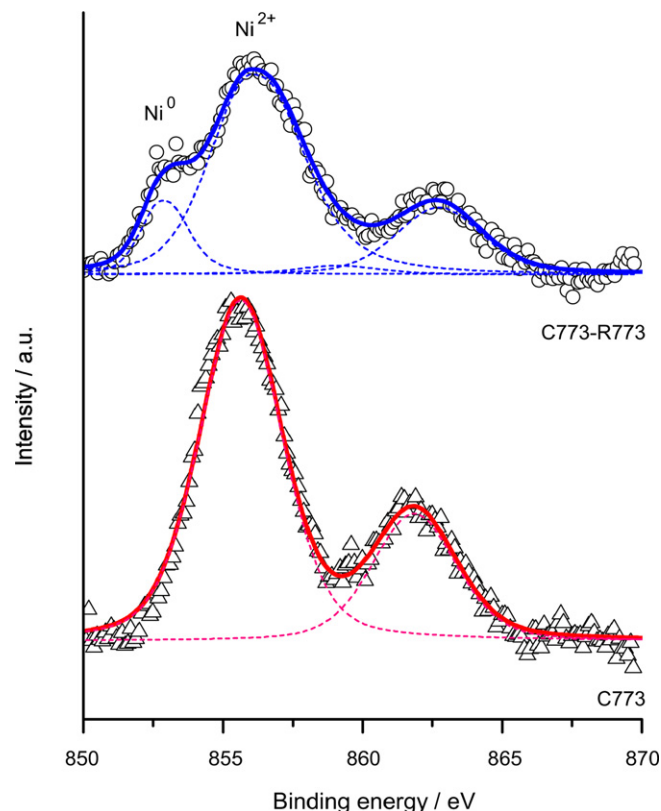 Ni2+
Ni0
C773-R773
Intensity / a.u.
C773
850 855 860 865 870
Binding energy / eV